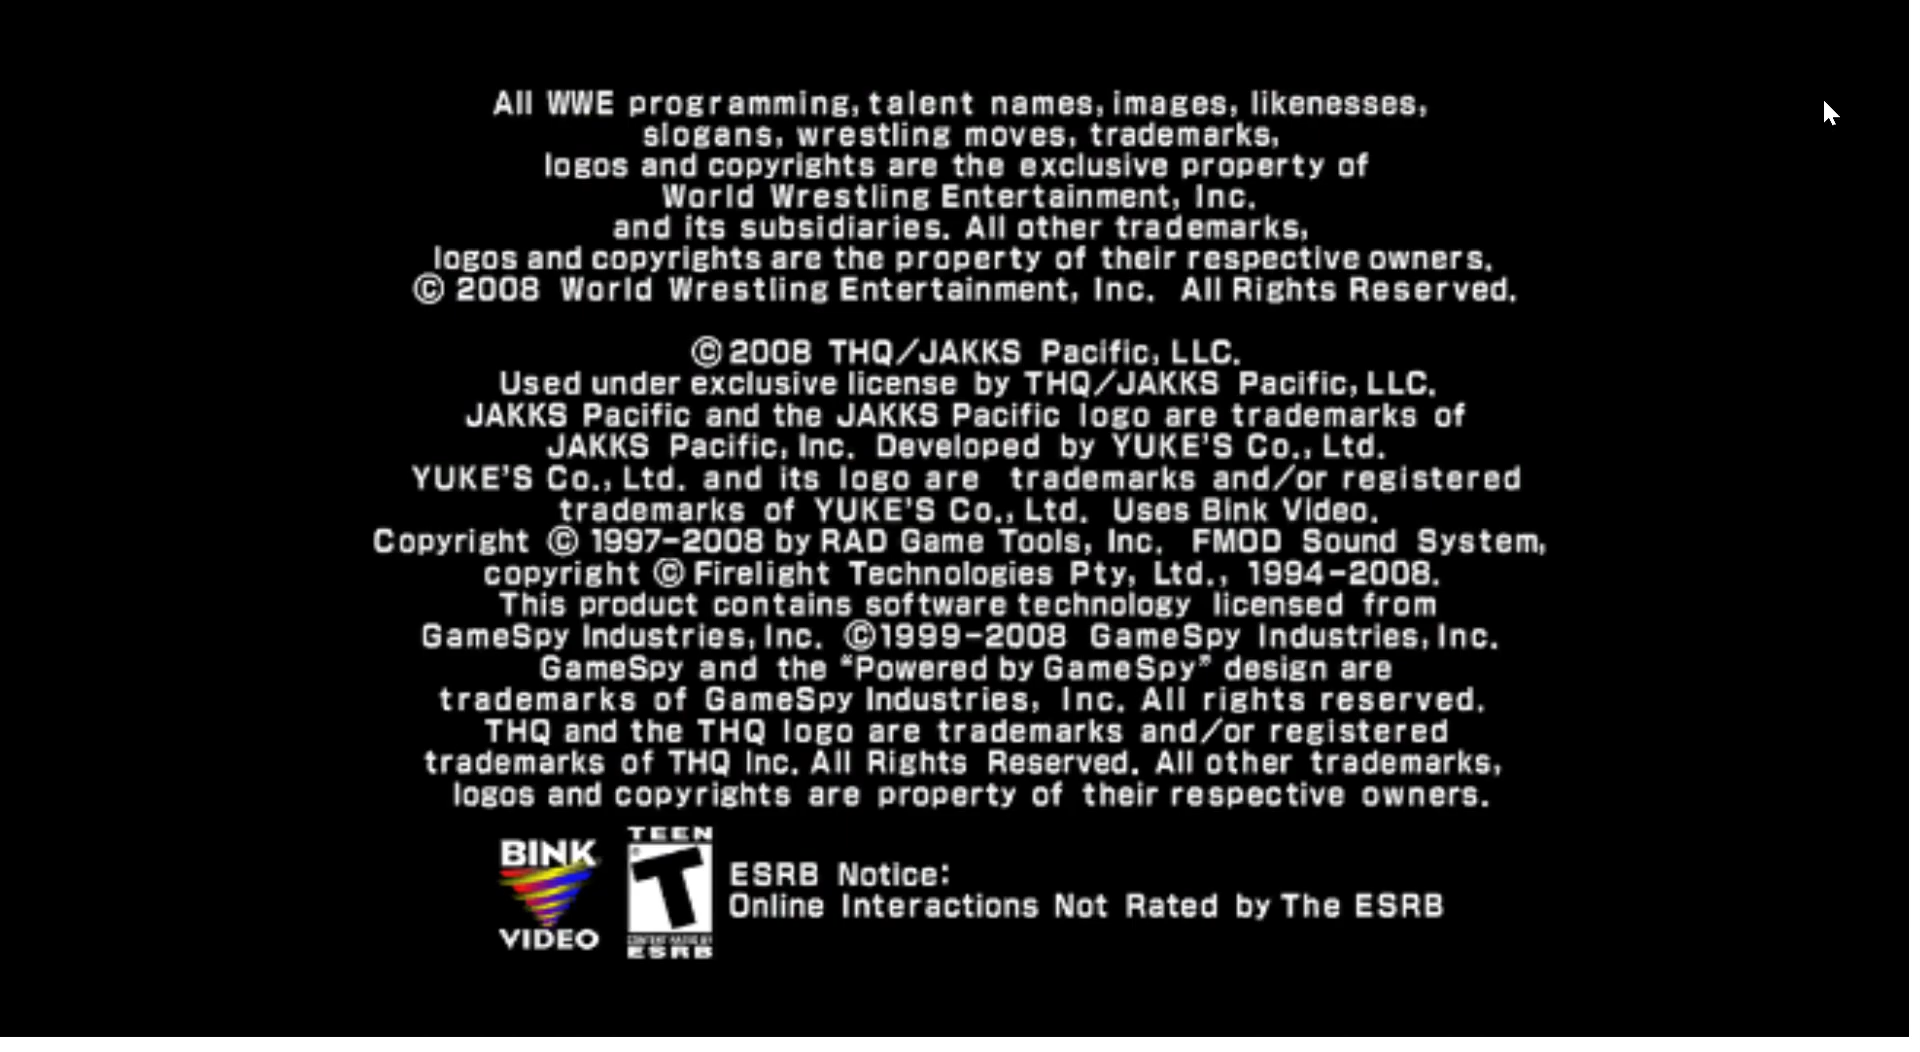 All WWE programming, talent names, images, likenesses,
slogans, wrestling moves, trademarks,
logos and copyrights are the exclusive property of
World Wrestling Entertainment, Inc.
and its subsidiaries. All other trademarks,
logos and copyrights are the property of their respective owners.
© 2008 World Wrestling Entertainment, Inc. All Rights Reserved.
© 2008 THQ/JAKKS Pacific, LLC.
Used under exclusive license by THQ/JAKKS Pacific, LLC.
JAKKS Pacific and the JAKKS Pacific logo are trademarks of
JAKKS Pacific, Inc. Developed by YUKE'S Co., Ltd.
YUKE'S Co., Ltd. and its logo are trademarks and/or registered
trademarks of YUKE'S Co., Ltd. Uses Bink Video.
Copyright © 1997-2008 by RAD Game Tools, Inc. FMOD Sound System,
copyright © Firelight Technologies Pty, Ltd., 1994-2008.
This product contains software technology licensed from
GameSpy Industries, Inc. ©1999-2008 GameSpy Industries, Inc.
GameSpy and the "Powered by GameSpy" design are
trademarks of GameSpy Industries, Inc. All rights reserved.
THQ and the THQ logo are trademarks and/or registered
trademarks of THQ Inc. All Rights Reserved. All other trademarks,
logos and copyrights are property of their respective owners.
BINK
VIDEO
TEEN
T
CONTENT RATED BY
ESRB
ESRB Notice:
Online Interactions Not Rated by The ESRB